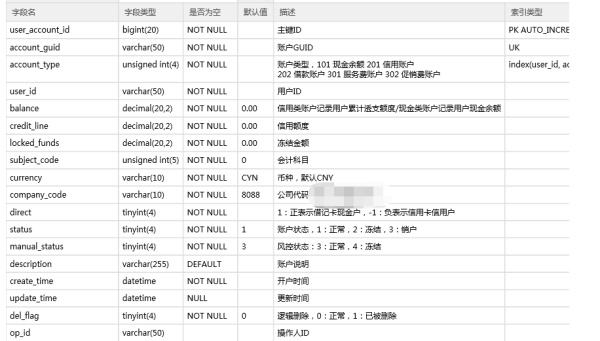 字段名 字段类型 是否为空 默认值 描述 索引类型
user_account_id bigint(20) NOT NULL 主键ID PK AUTO_INCRE
account_guid varchar(50) NOT NULL 账户GUID UK
account_type unsigned int(4) NOT NULL 账户类型，101 现金余额 201 信用账户 index(user_id, ac
202 借款账户 301 服务费账户 302 促销费账户
user_id varchar(50) NOT NULL 用户ID
balance decimal(20,2) NOT NULL 0.00 信用类账户记录用户累计透支额度/现金类账户记录用户现金余额
credit_line decimal(20,2) NOT NULL 0.00 信用额度
locked_funds decimal(20,2) NOT NULL 0.00 冻结金额
subject_code unsigned int(5) NOT NULL 0 会计科目
currency varchar(10) NOT NULL CYN 币种，默认CNY
company_code varchar(10) NOT NULL 8088 公司代码
direct tinyint(4) NOT NULL 1：正表示借记卡现金户，-1：负表示信用卡信用户
status tinyint(4) NOT NULL 1 账户状态，1：正常，2：冻结，3：销户
manual_status tinyint(4) NOT NULL 3 风控状态：3：正常，4：冻结
description varchar(255) DEFAULT 账户说明
create_time datetime NOT NULL 开户时间
update_time datetime NULL 更新时间
del_flag tinyint(4) NOT NULL 0 逻辑删除，0：正常，1：已被删除
op_id varchar(50) 操作人ID